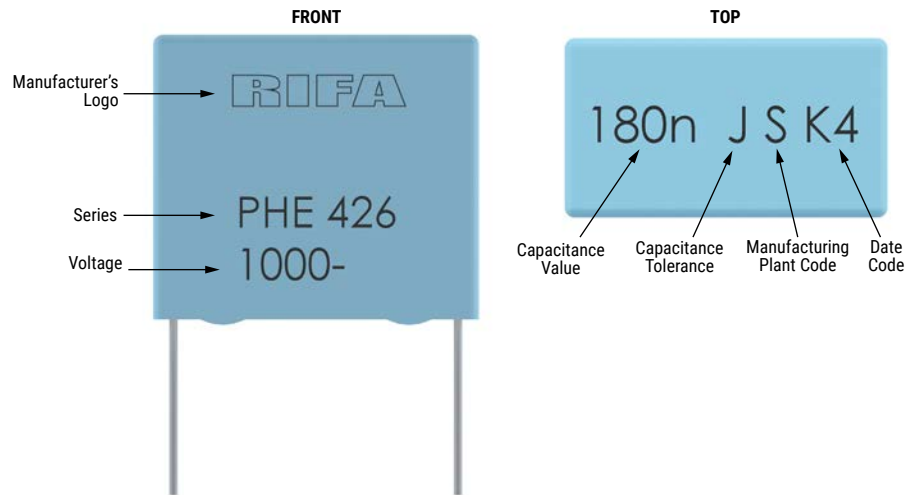 FRONT
Manufacturer's
Logo
RIFA
Series
PHE 426
Voltage
1000-
TOP
180n J S K4
Capacitance
Value
Capacitance
Tolerance
Manufacturing
Plant Code
Date
Code